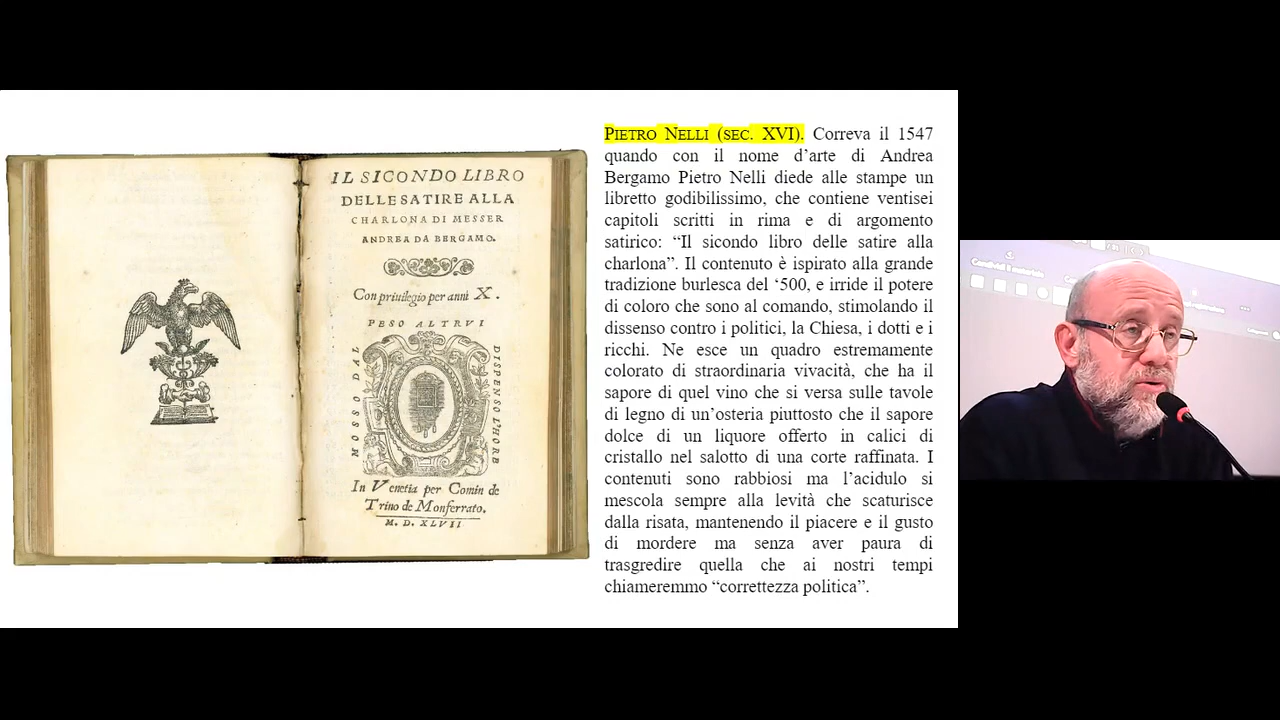 IL SICONDO LIBRO
DELLE SATIRE ALLA
CHARLONA DI MESSER
ANDREA DA BERGAMO.
Con privilegio per anni X.
PESO ALTRVI
MOSSO DAL
DISPENSO L'HORE
In Venetia per Comin de
Trino de Monferrato.
M. D. XLVII
PIETRO NELLI (SEC. XVI). Correva il 1547
quando con il nome d’arte di Andrea
Bergamo Pietro Nelli diede alle stampe un
libretto godibilissimo, che contiene ventisei
capitoli scritti in rima e di argomento
satirico: “Il sicondo libro delle satire alla
charlona”. Il contenuto è ispirato alla grande
tradizione burlesca del ‘500, e irride il potere
di coloro che sono al comando, stimolando il
dissenso contro i politici, la Chiesa, i dotti e i
ricchi. Ne esce un quadro estremamente
colorato di straordinaria vivacità, che ha il
sapore di quel vino che si versa sulle tavole
di legno di un’osteria piuttosto che il sapore
dolce di un liquore offerto in calici di
cristallo nel salotto di una corte raffinata. I
contenuti sono rabbiosi ma l’acidulo si
mescola sempre alla levità che scaturisce
dalla risata, mantenendo il piacere e il gusto
di mordere ma senza aver paura di
trasgredire quella che ai nostri tempi
chiameremmo “correttezza politica”.